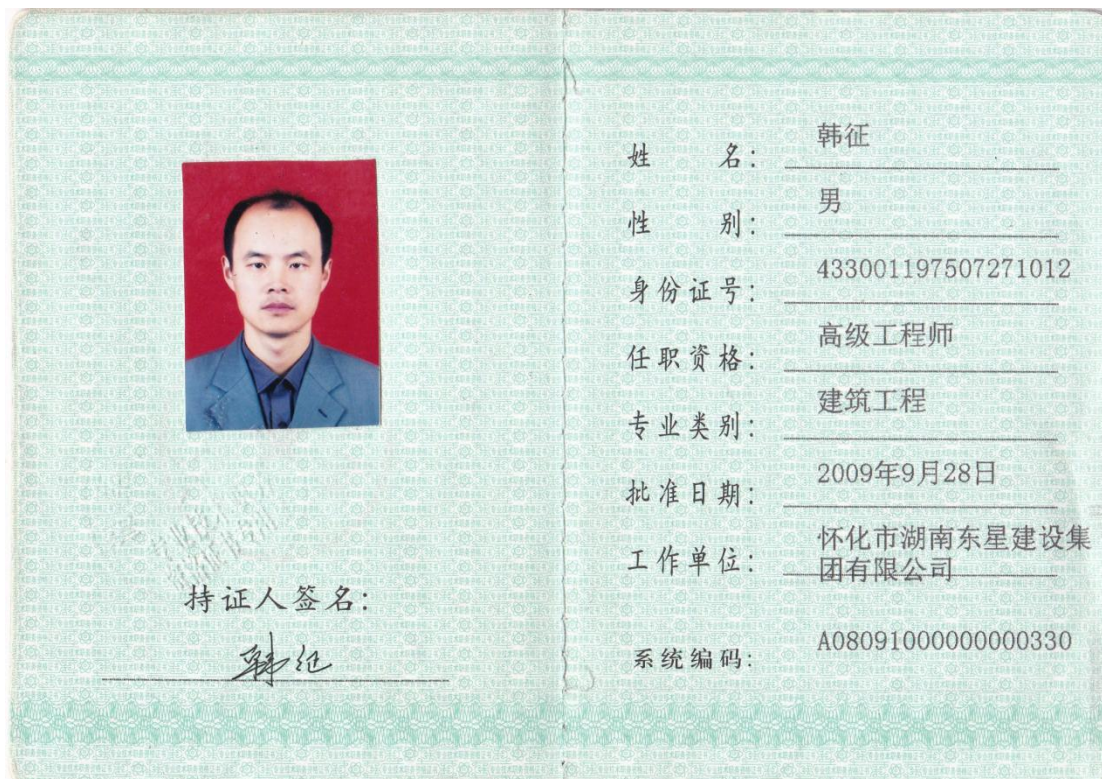 持证人签名：
韩征
姓 名： 韩征
性 别： 男
身份证号： 433001197507271012
任职资格： 高级工程师
专业类别： 建筑工程
批准日期： 2009年9月28日
工作单位： 怀化市湖南东星建设集
团有限公司
系统编码： A08091000000000330